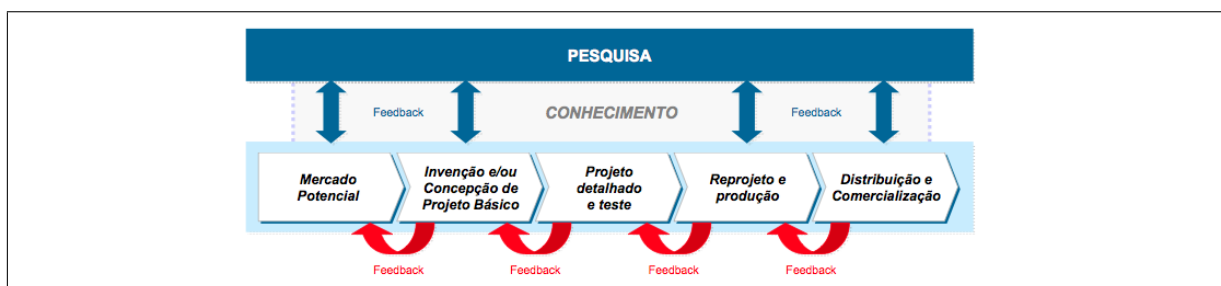 PESQUISA
Feedback
CONHECIMENTO
Feedback
Mercado
Potencial
Invenção e/ou
Concepção de
Projeto Básico
Projeto
detalhado
e teste
Reprojeto e
produção
Distribuição e
Comercialização
Feedback
Feedback
Feedback
Feedback